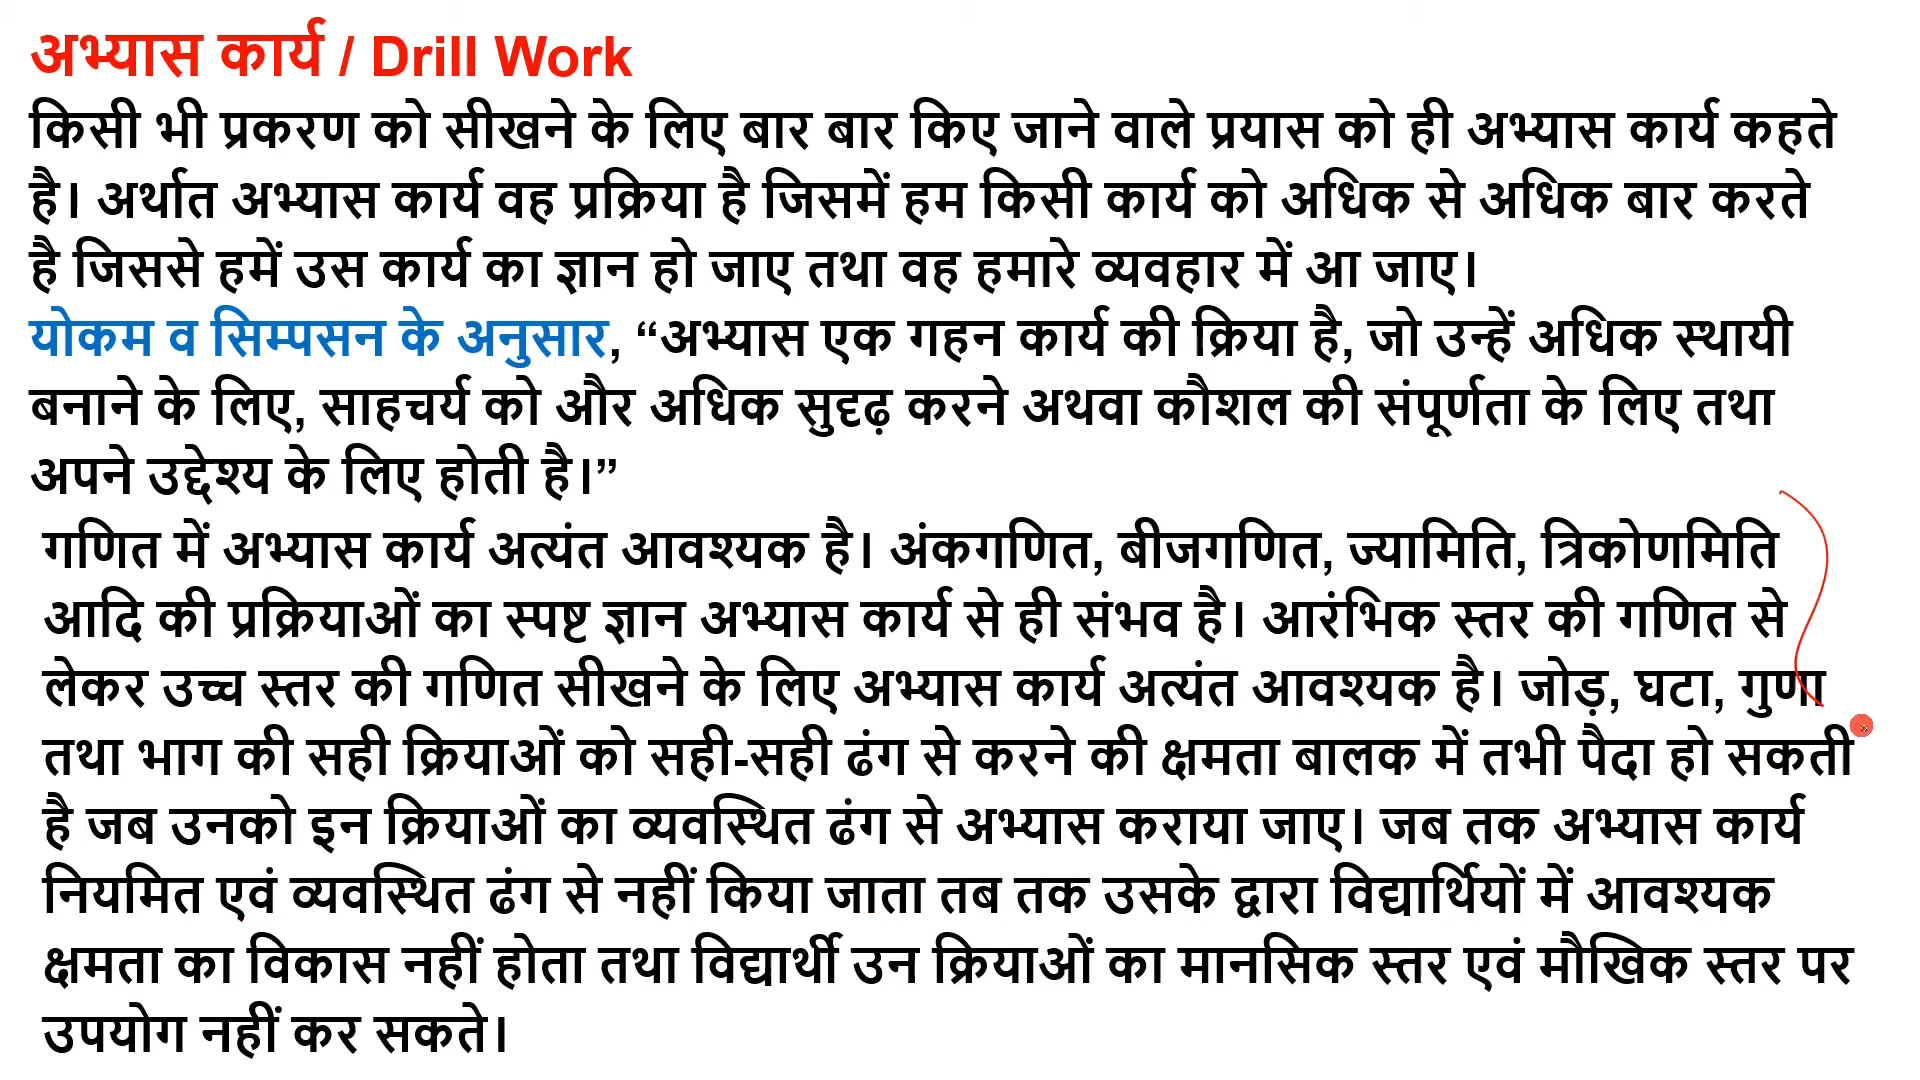 अभ्यास कार्य / Drill Work
किसी भी प्रकरण को सीखने के लिए बार बार किए जाने वाले प्रयास को ही अभ्यास कार्य कहते
है। अर्थात अभ्यास कार्य वह प्रक्रिया है जिसमें हम किसी कार्य को अधिक से अधिक बार करते
है जिससे हमें उस कार्य का ज्ञान हो जाए तथा वह हमारे व्यवहार में आ जाए।
योकम व सिम्पसन के अनुसार, “अभ्यास एक गहन कार्य की क्रिया है, जो उन्हें अधिक स्थायी
बनाने के लिए, साहचर्य को और अधिक सुदृढ़ करने अथवा कौशल की संपूर्णता के लिए तथा
अपने उद्देश्य के लिए होती है।”
गणित में अभ्यास कार्य अत्यंत आवश्यक है। अंकगणित, बीजगणित, ज्यामिति, त्रिकोणमिति
आदि की प्रक्रियाओं का स्पष्ट ज्ञान अभ्यास कार्य से ही संभव है। आरंभिक स्तर की गणित से
लेकर उच्च स्तर की गणित सीखने के लिए अभ्यास कार्य अत्यंत आवश्यक है। जोड़, घटा, गुणा
तथा भाग की सही क्रियाओं को सही-सही ढंग से करने की क्षमता बालक में तभी पैदा हो सकती
है जब उनको इन क्रियाओं का व्यवस्थित ढंग से अभ्यास कराया जाए। जब तक अभ्यास कार्य
नियमित एवं व्यवस्थित ढंग से नहीं किया जाता तब तक उसके द्वारा विद्यार्थियों में आवश्यक
क्षमता का विकास नहीं होता तथा विद्यार्थी उन क्रियाओं का मानसिक स्तर एवं मौखिक स्तर पर
उपयोग नहीं कर सकते।